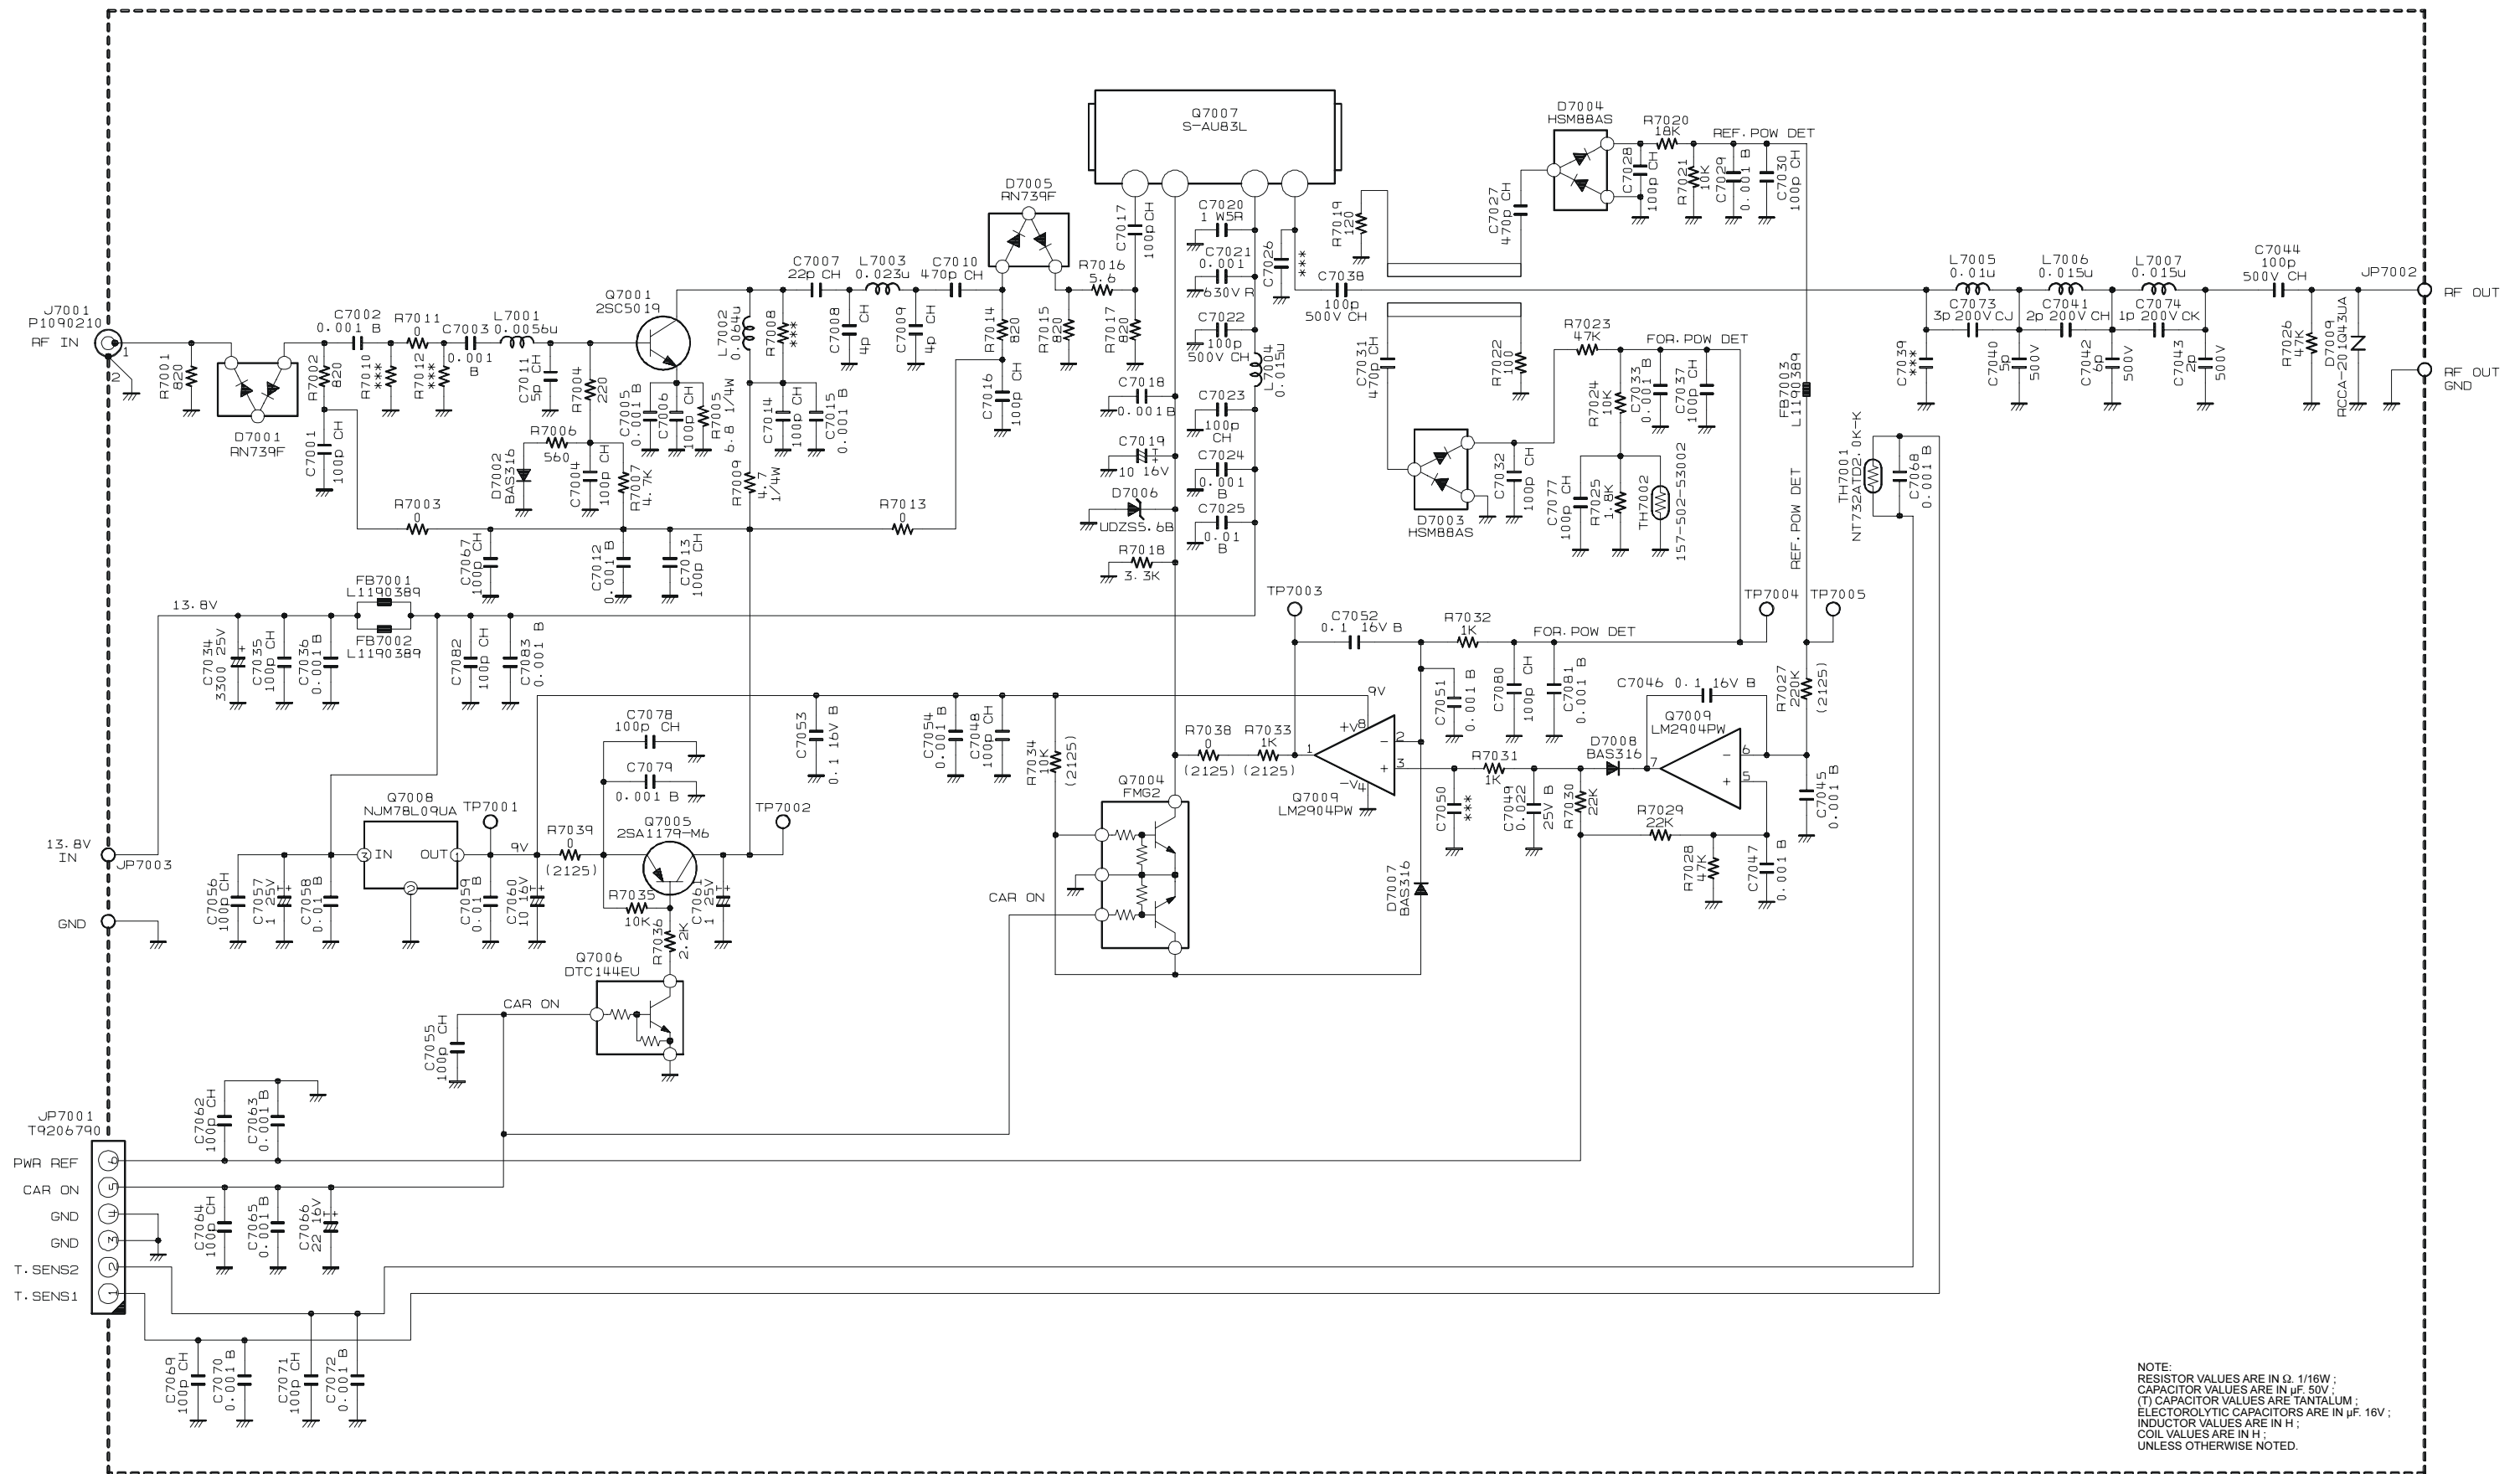 Q7007
S-AU83L
D7004
HSM88AS
R7020
18K
REF.POW DET
C7028
100p CH
R7021
10K
C7029
0.001 B
C7030
100p CH
D7005
RN739F
C7017
100p CH
C7020
1 W5R
C7021
0.001
630V R
C7026
***
R7019
120
C7027
470p CH
C7007
22p CH
L7003
0.023u
C7010
470p CH
R7016
5.6
C7038
100p
500V CH
L7005
0.01u
L7006
0.015u
L7007
0.015u
C7044
100p
500V CH
JP7002
RF OUT
RF OUT
GND
J7001
P1090210
RF IN
1
2
R7001
820
D7001
RN739F
R7002
820
C7002
0.001 B
R7011
0
R7010
***
R7012
***
C7003
0.001
B
L7001
0.0056u
C7011
5p CH
R7004
220
Q7001
2SC5019
L7002
0.064u
R7008
***
C7008
4p CH
C7009
4p CH
R7014
820
R7015
820
R7017
820
C7022
100p
500V CH
L7004
0.015u
C7031
470p CH
R7022
100
R7023
47K
FOR.POW DET
R7024
10K
C7033
0.001 B
C7037
100p CH
FB7003
L1190389
C7073
3p 200V CJ
C7041
2p 200V CH
C7074
1p 200V CK
C7039
***
C7040
5p
500V
C7042
6p
500V
C7043
2p
500V
R7026
47K
D7009
RCCA-201Q43UA
C7001
100p CH
C7005
0.001 B
C7006
100p CH
R7005
6.8 1/4W
C7014
100p CH
C7015
0.001 B
C7016
100p CH
C7018
0.001B
C7023
100p
CH
R7006
560
D7002
BAS316
C7004
100p CH
R7007
4.7K
R7009
4.7
1/4W
C7019
10 16V
C7024
0.001
B
D7006
UDZS5.6B
C7025
0.01
B
D7003
HSM88AS
C7032
100p CH
C7077
100p CH
R7025
1.8K
TH7002
157-502-53002
REF.POW DET
TH7001
NT732ATD2.0K-K
C7068
0.001 B
R7003
0
R7013
0
C7067
100p CH
C7012
0.001 B
C7013
100p CH
R7018
3.3K
13.8V
FB7001
L1190389
FB7002
L1190389
C7034
3300 25V
C7035
100p CH
C7036
0.001B
C7082
100p CH
C7083
0.001 B
TP7003
C7052
0.1 16V B
R7032
1K
FOR.POW DET
TP7004
TP7005
C7051
0.001 B
C7080
100p CH
C7081
0.001 B
C7046 0.1 16V B
R7027
220K
(2125)
C7078
100p CH
C7079
0.001 B
C7053
0.1 16V B
C7054
0.001 B
C7048
100p CH
R7034
10K
(2125)
R7038
0
(2125)
R7033
1K
(2125)
9V
+V
8
-V
4
1
2
3
-
+
Q7009
LM2904PW
R7031
1K
D7008
BAS316
Q7009
LM2904PW
7
6
5
-
+
C7050
***
C7049
0.022
25V B
R7030
22K
R7029
22K
R7028
47K
C7047
0.001 B
C7045
0.001 B
Q7008
NJM78L09UA
3
IN
OUT
1
2
TP7001
9V
R7039
0
(2125)
Q7005
2SA1179-M6
TP7002
Q7004
FMG2
CAR ON
D7007
BAS316
13.8V
IN
JP7003
GND
C7056
100p CH
C7057
1 25V
C7058
0.01 B
C7059
0.01 B
C7060
10 16V
R7035
10K
R7036
2.2K
C7061
1 25V
Q7006
DTC144EU
CAR ON
C7055
100p CH
JP7001
T9206790
C7062
100p CH
C7063
0.001 B
PWR REF
6
CAR ON
5
GND
4
GND
3
T.SENS2
2
T.SENS1
1
C7064
100p CH
C7065
0.001 B
C7066
22 16V
C7069
100p CH
C7070
0.001 B
C7071
100p CH
C7072
0.001 B
NOTE:
RESISTOR VALUES ARE IN Ω. 1/16W ;
CAPACITOR VALUES ARE IN µF. 50V ;
(T) CAPACITOR VALUES ARE TANTALUM ;
ELECTOROLYTIC CAPACITORS ARE IN µF. 16V ;
INDUCTOR VALUES ARE IN H ;
COIL VALUES ARE IN H ;
UNLESS OTHERWISE NOTED.